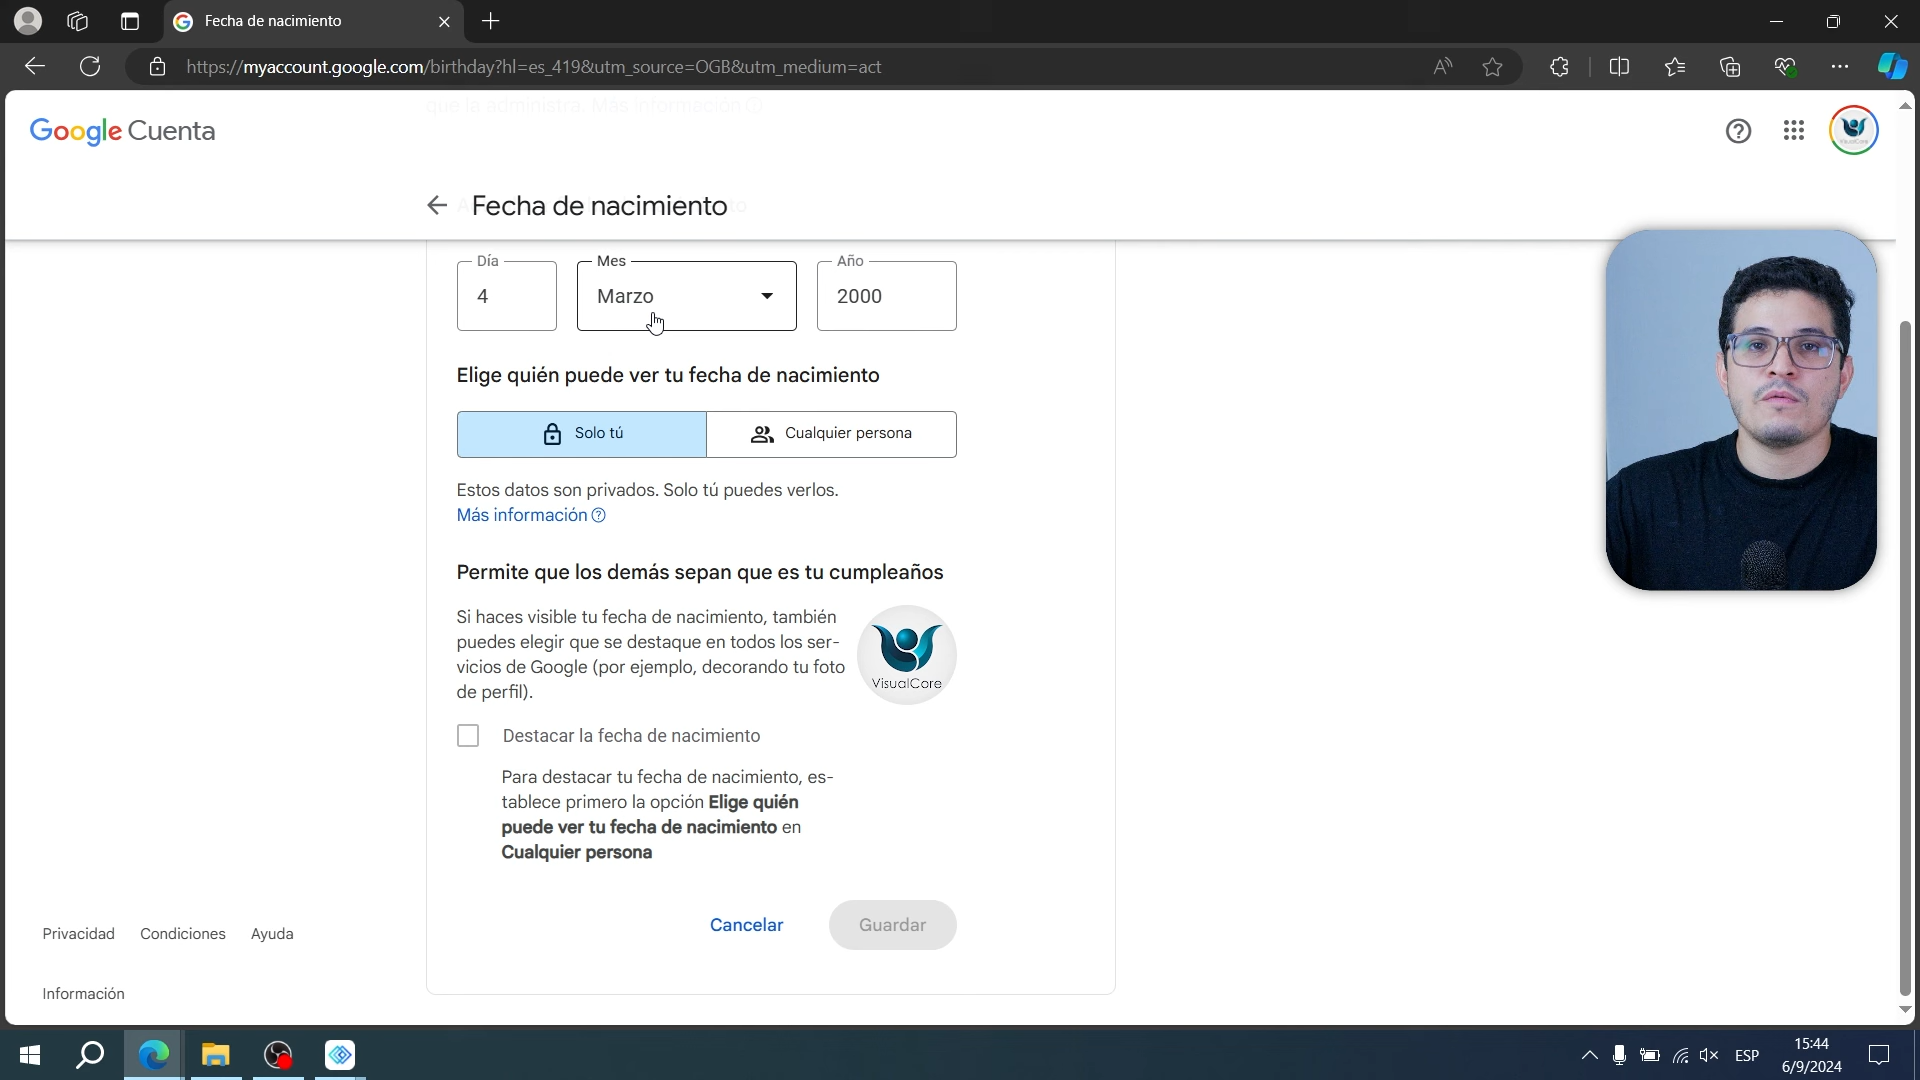 Fecha de nacimiento
https://myaccount.google.com/birthday?hl=es_419&utm_source=OGB&utm_medium=act
que la administra. Más información
Google Cuenta
Fecha de nacimiento
Día
Mes
Año
4
Marzo
2000
Elige quién puede ver tu fecha de nacimiento
Solo tú
Cualquier persona
Estos datos son privados. Solo tú puedes verlos.
Más información
Permite que los demás sepan que es tu cumpleaños
Si haces visible tu fecha de nacimiento, también
puedes elegir que se destaque en todos los ser-
vicios de Google (por ejemplo, decorando tu foto
de perfil).
VisualCore
Destacar la fecha de nacimiento
Para destacar tu fecha de nacimiento, es-
tablece primero la opción Elige quién
puede ver tu fecha de nacimiento en
Cualquier persona
Cancelar
Guardar
Privacidad
Condiciones
Ayuda
Información
ESP
15:44
6/9/2024